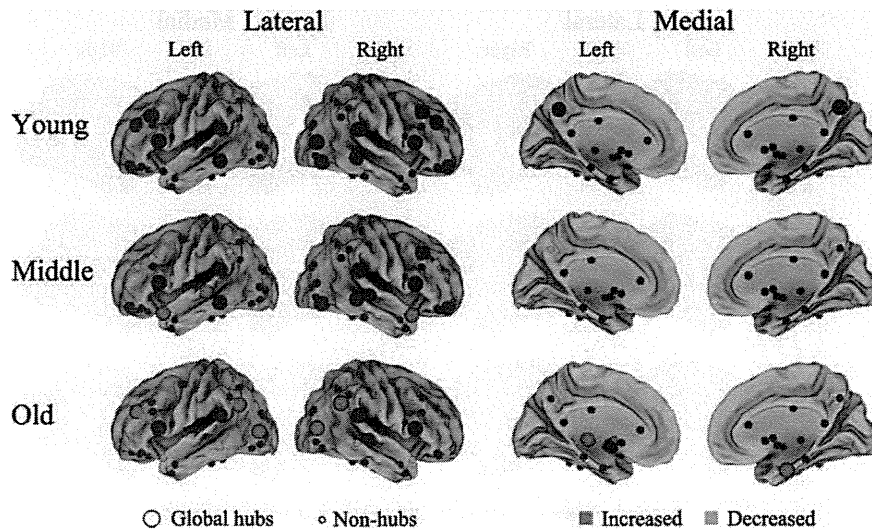 Lateral Medial
Left Right Left Right
Young
Middle
Old
Global hubs Non-hubs Increased Decreased